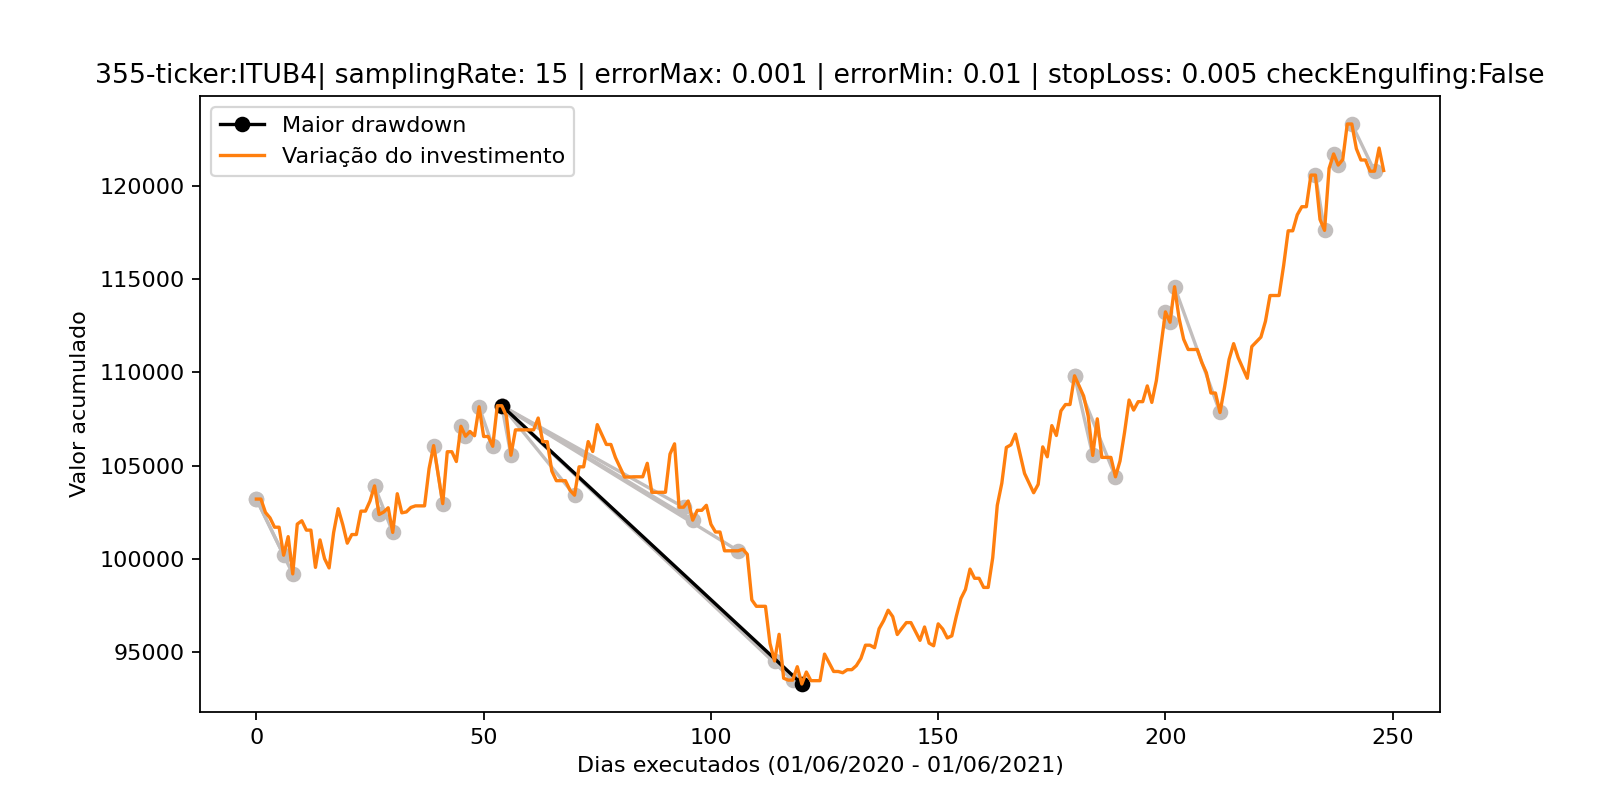 355-ticker:ITUB4| samplingRate: 15 | errorMax: 0.001 | errorMin: 0.01 | stopLoss: 0.005 checkEngulfing:False
Maior drawdown
Variação do investimento
Valor acumulado
120000
115000
110000
105000
100000
95000
0 50 100 150 200 250
Dias executados (01/06/2020 - 01/06/2021)